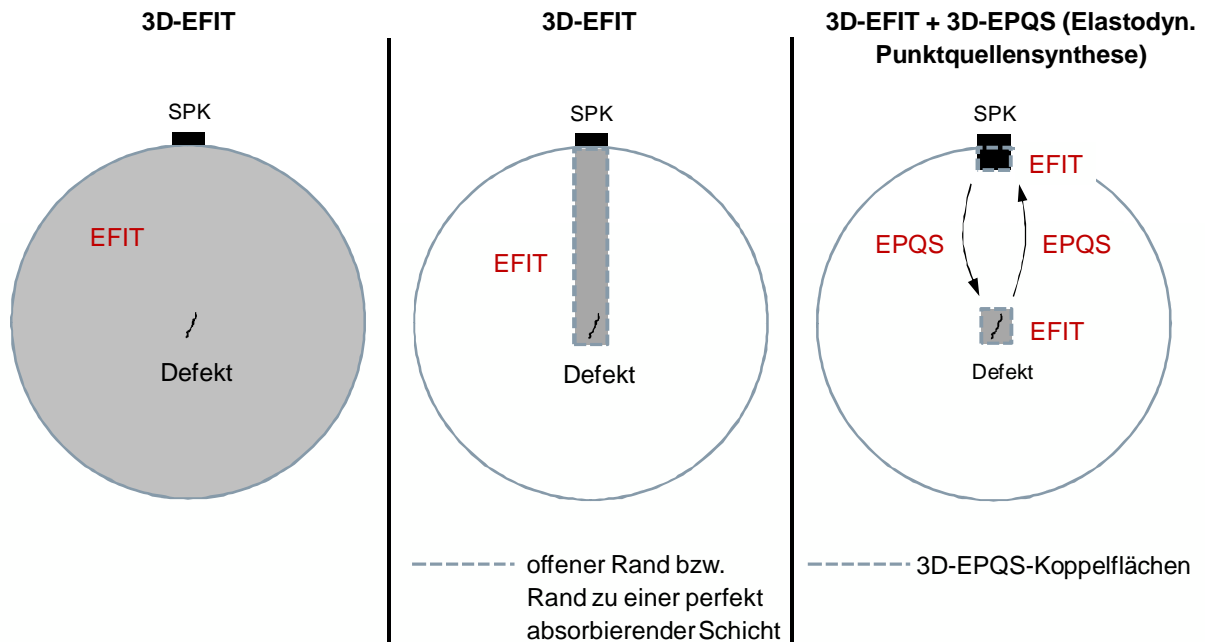 3D-EFIT
SPK
EFIT
Defekt
3D-EFIT
SPK
EFIT
Defekt
offener Rand bzw.
Rand zu einer perfekt
absorbierender Schicht
3D-EFIT + 3D-EPQS (Elastodyn.
Punktquellensynthese)
SPK
EFIT
EPQS
EPQS
EFIT
Defekt
3D-EPQS-Koppelflächen